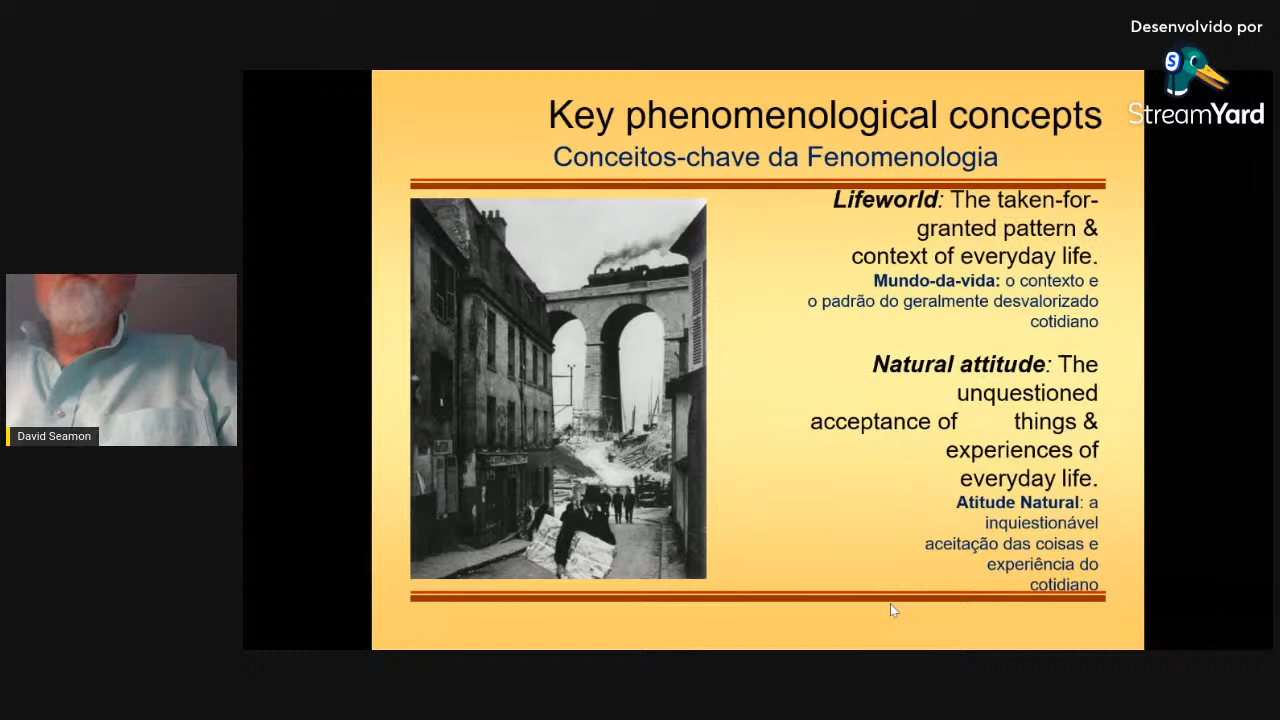 Desenvolvido por
StreamYard
Key phenomenological concepts
Conceitos-chave da Fenomenologia
Lifeworld: The taken-for-
granted pattern &
context of everyday life.
Mundo-da-vida: o contexto e
o padrão do geralmente desvalorizado
cotidiano
Natural attitude: The
unquestioned
acceptance of things &
experiences of
everyday life.
Atitude Natural: a
inquiestionável
aceitação das coisas e
experiência do
cotidiano
David Seamon